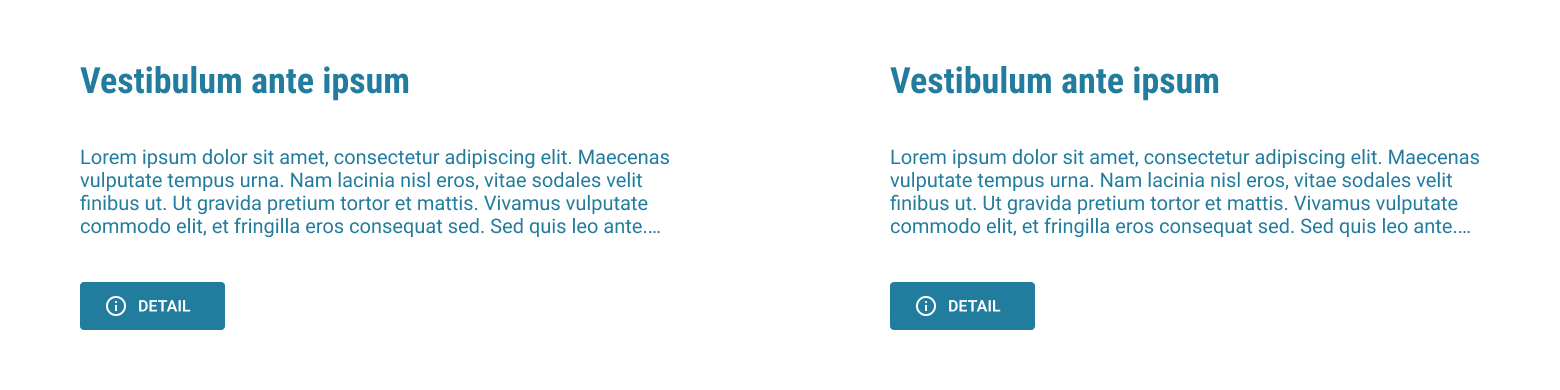 Vestibulum ante ipsum
Lorem ipsum dolor sit amet, consectetur adipiscing elit. Maecenas
vulputate tempus urna. Nam lacinia nisl eros, vitae sodales velit
finibus ut. Ut gravida pretium tortor et mattis. Vivamus vulputate
commodo elit, et fringilla eros consequat sed. Sed quis leo ante....
DETAIL
Vestibulum ante ipsum
Lorem ipsum dolor sit amet, consectetur adipiscing elit. Maecenas
vulputate tempus urna. Nam lacinia nisl eros, vitae sodales velit
finibus ut. Ut gravida pretium tortor et mattis. Vivamus vulputate
commodo elit, et fringilla eros consequat sed. Sed quis leo ante....
DETAIL